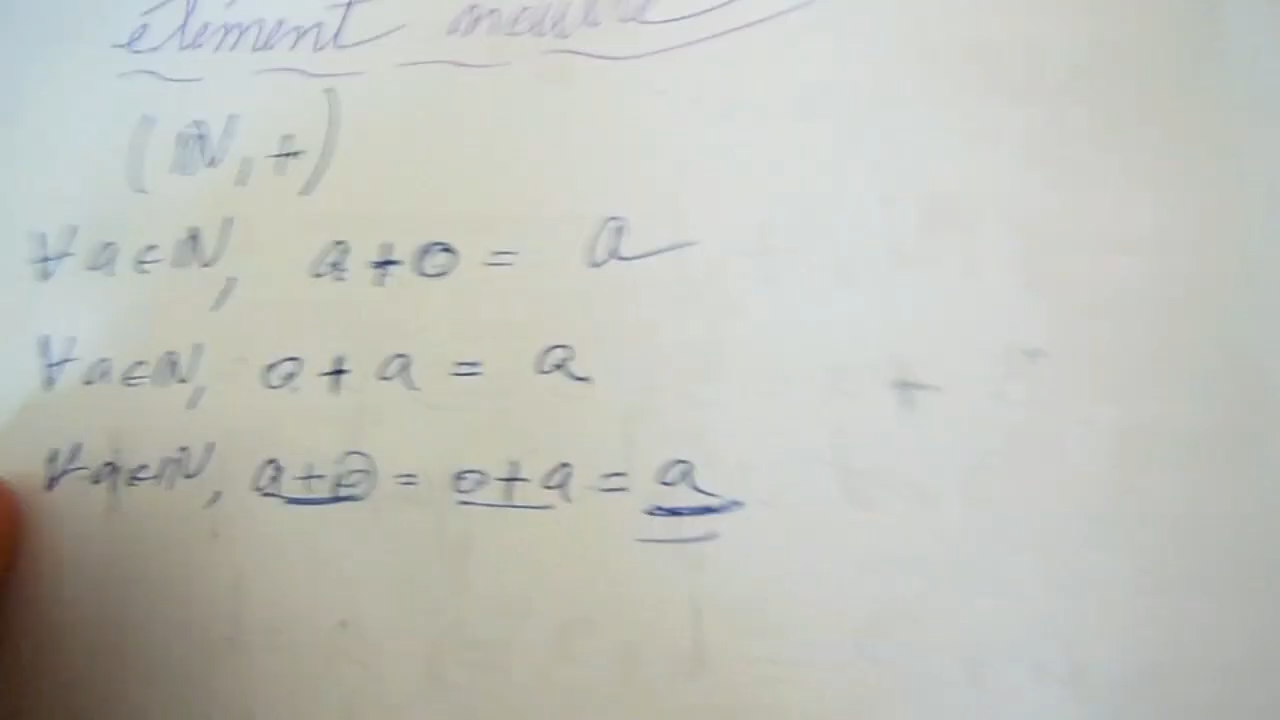 élément neutre
(ℕ, +)
∀a∈ℕ, a + 0 = a
∀a∈ℕ, 0 + a = a
∀a∈ℕ, a+0 = 0+a = a